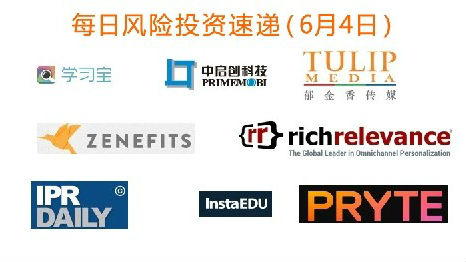 每日风险投资速递(6月4日)
学习宝
中启创科技
PRIMEMOBI
TULIP
MEDIA
郁金香传媒
ZENEFITS
{rr} richrelevance®
The Global Leader in Omnichannel Personalization
IPR
DAILY
©
InstaEDU
PRYTE